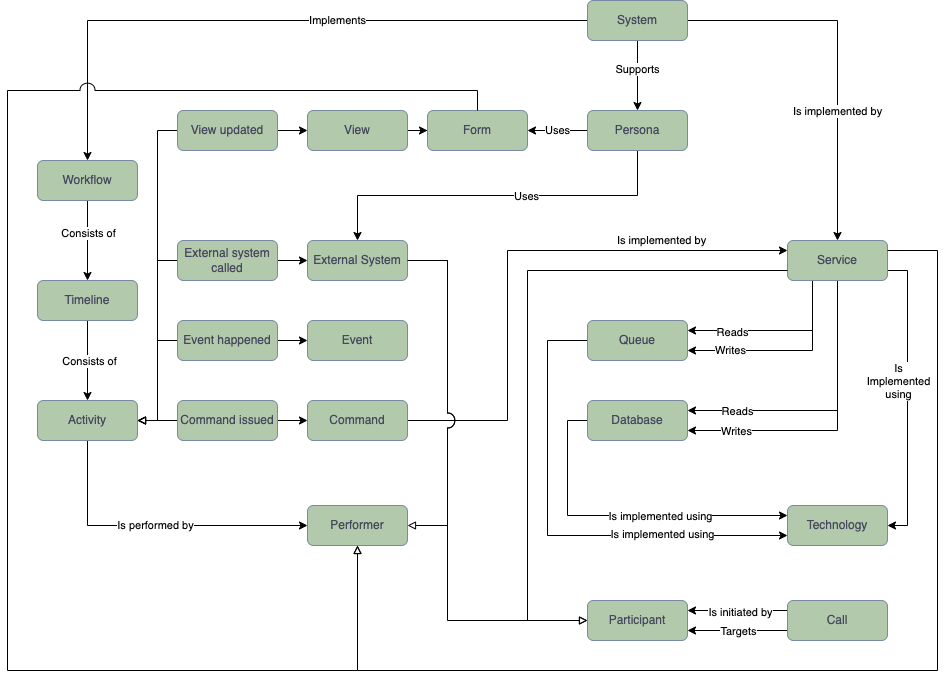 Implements
System
Supports
Is implemented by
View updated
View
Form
Uses
Persona
Workflow
Uses
Consists of
Is implemented by
External system
called
External System
Service
Timeline
Event happened
Event
Queue
Reads
Writes
Consists of
Is
Implemented
using
Activity
Command issued
Command
Database
Reads
Writes
Is performed by
Performer
Is implemented using
Is implemented using
Technology
Participant
Is initiated by
Targets
Call